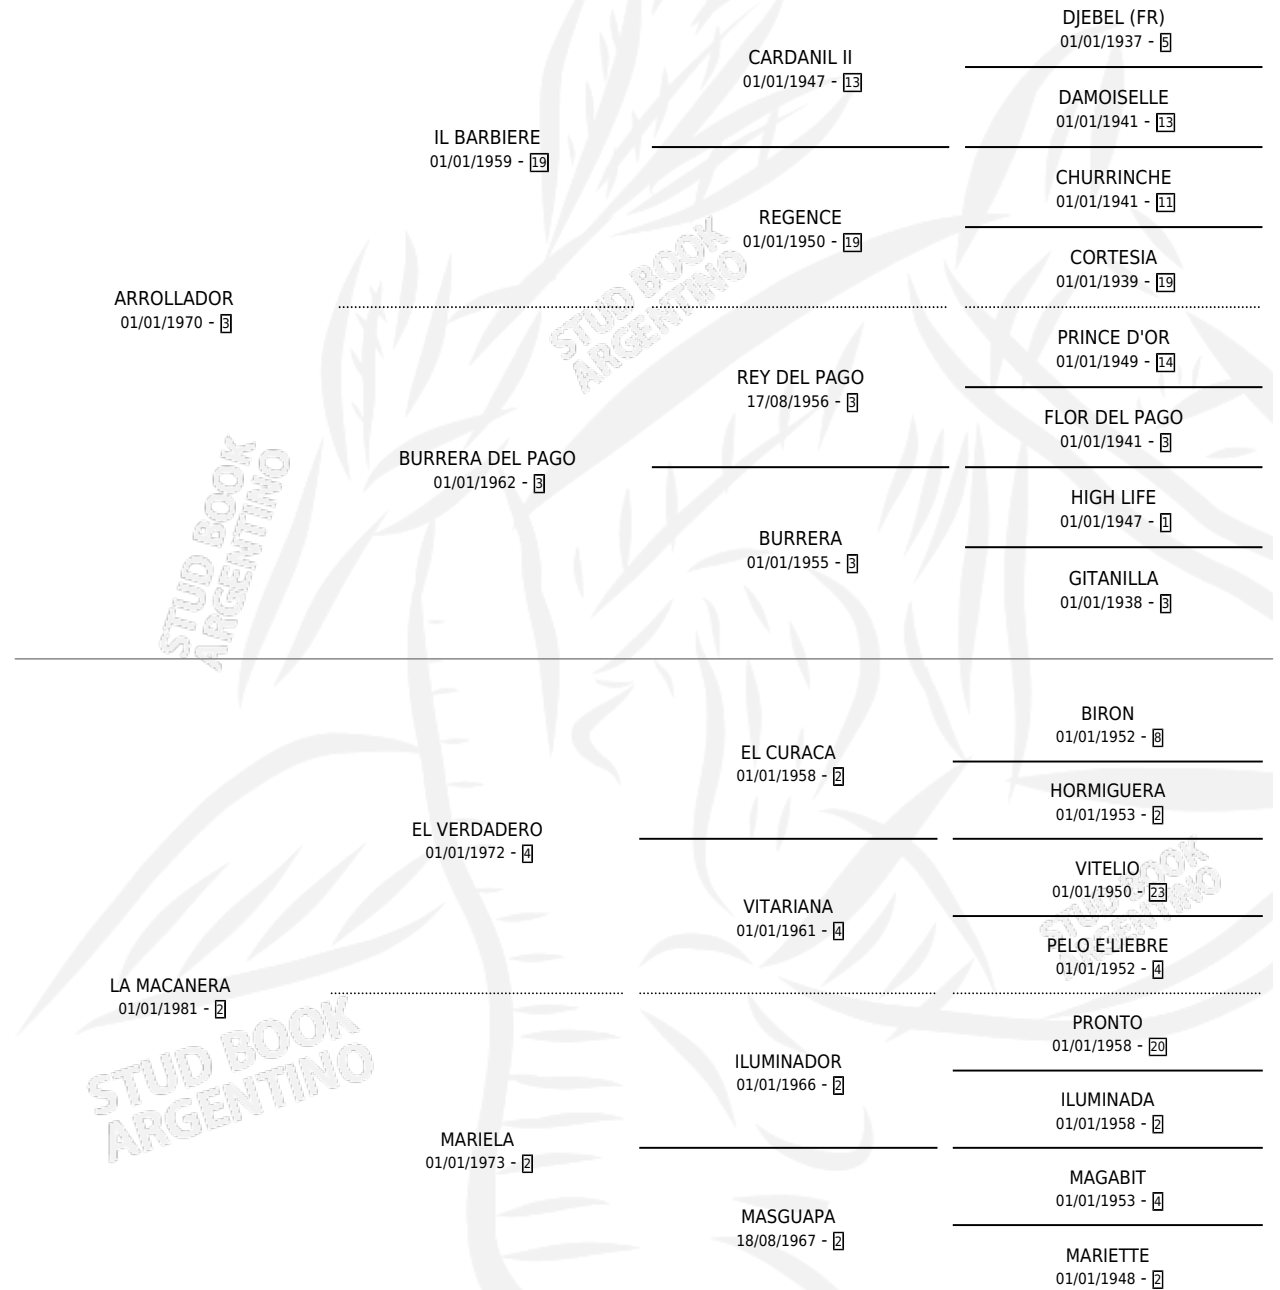 DJEBEL (FR)
01/01/1937 - 5
CARDANIL II
01/01/1947 - 13
DAMOISELLE
01/01/1941 - 13
IL BARBIERE
01/01/1959 - 19
CHURRINCHE
01/01/1941 - 11
REGENCE
01/01/1950 - 19
CORTESIA
01/01/1939 - 19
ARROLLADOR
01/01/1970 - 3
PRINCE D'OR
01/01/1949 - 14
REY DEL PAGO
17/08/1956 - 3
FLOR DEL PAGO
01/01/1941 - 3
BURRERA DEL PAGO
01/01/1962 - 3
HIGH LIFE
01/01/1947 - 1
BURRERA
01/01/1955 - 3
GITANILLA
01/01/1938 - 3
BIRON
01/01/1952 - 8
EL CURACA
01/01/1958 - 2
HORMIGUERA
01/01/1953 - 2
EL VERDADERO
01/01/1972 - 4
VITELIO
01/01/1950 - 23
VITARIANA
01/01/1961 - 4
PELO E'LIEBRE
01/01/1952 - 4
LA MACANERA
01/01/1981 - 2
PRONTO
01/01/1958 - 20
ILUMINADOR
01/01/1966 - 2
ILUMINADA
01/01/1958 - 2
MARIELA
01/01/1973 - 2
MAGABIT
01/01/1953 - 4
MASGUAPA
18/08/1967 - 2
MARIETTE
01/01/1948 - 2
STUD BOOK
ARGENTINO
STUD BOOK
ARGENTINO
STUD BOOK
ARGENTINO
STUD BOOK
ARGENTINO